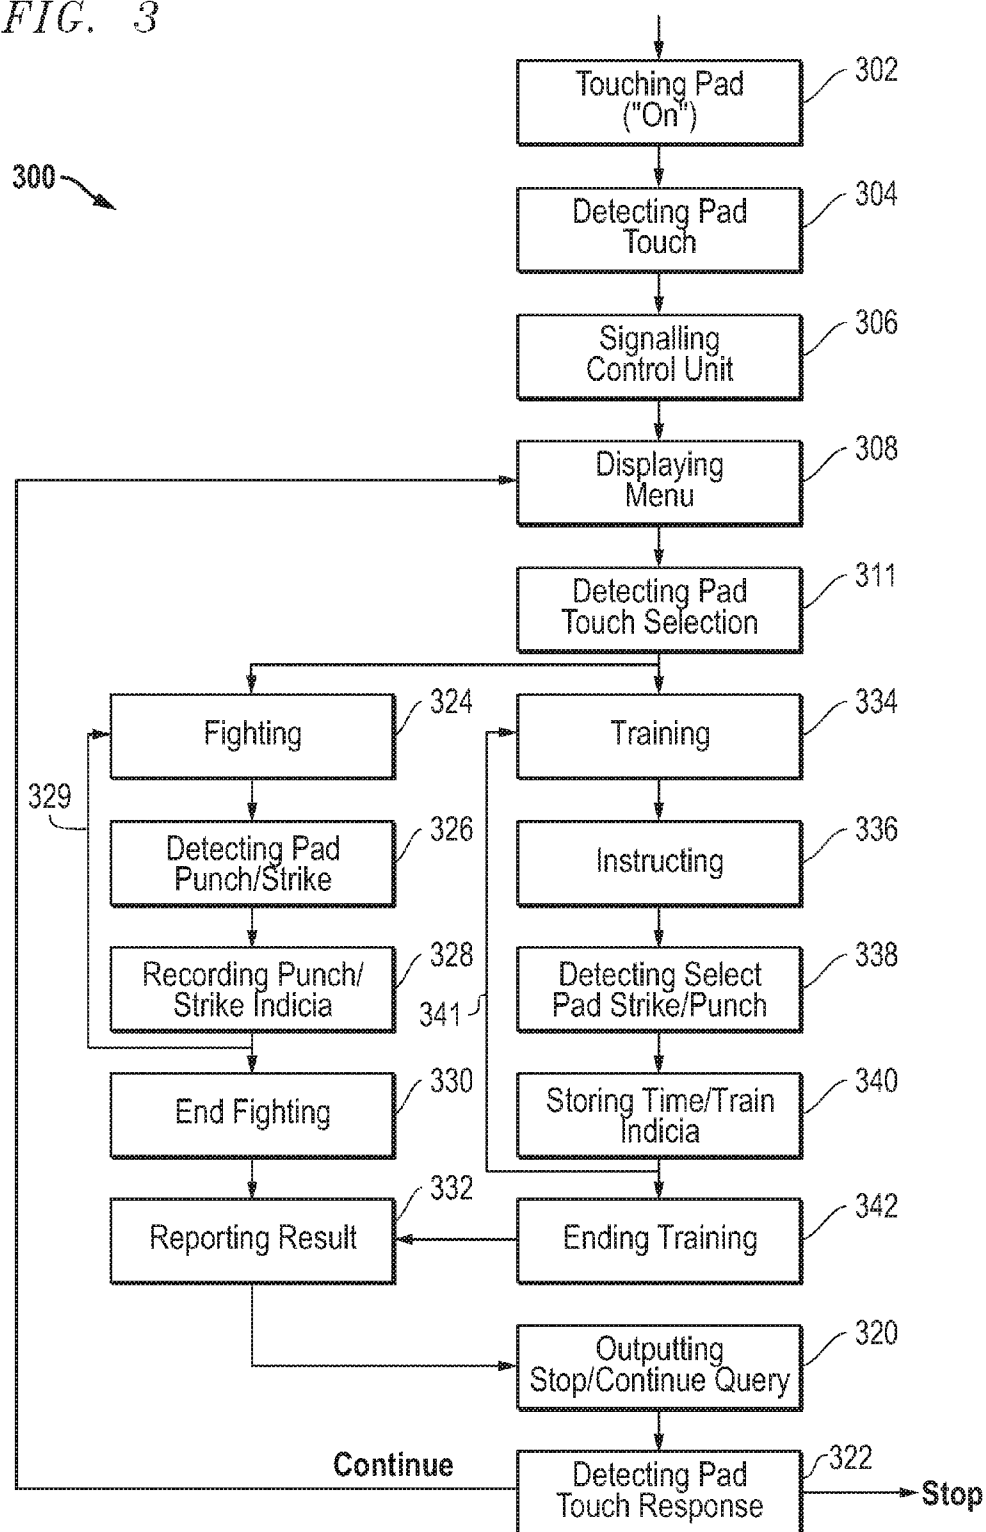 FIG. 3
300
Touching Pad
("On")
302
Detecting Pad
Touch
304
Signalling
Control Unit
306
Displaying
Menu
308
Detecting Pad
Touch Selection
311
Fighting
324
Training
334
329
Detecting Pad
Punch/Strike
326
Instructing
336
Recording Punch/
Strike Indicia
328
341
Detecting Select
Pad Strike/Punch
338
End Fighting
330
Storing Time/Train
Indicia
340
Reporting Result
332
Ending Training
342
Outputting
Stop/Continue Query
320
Continue
Detecting Pad
Touch Response
322
Stop